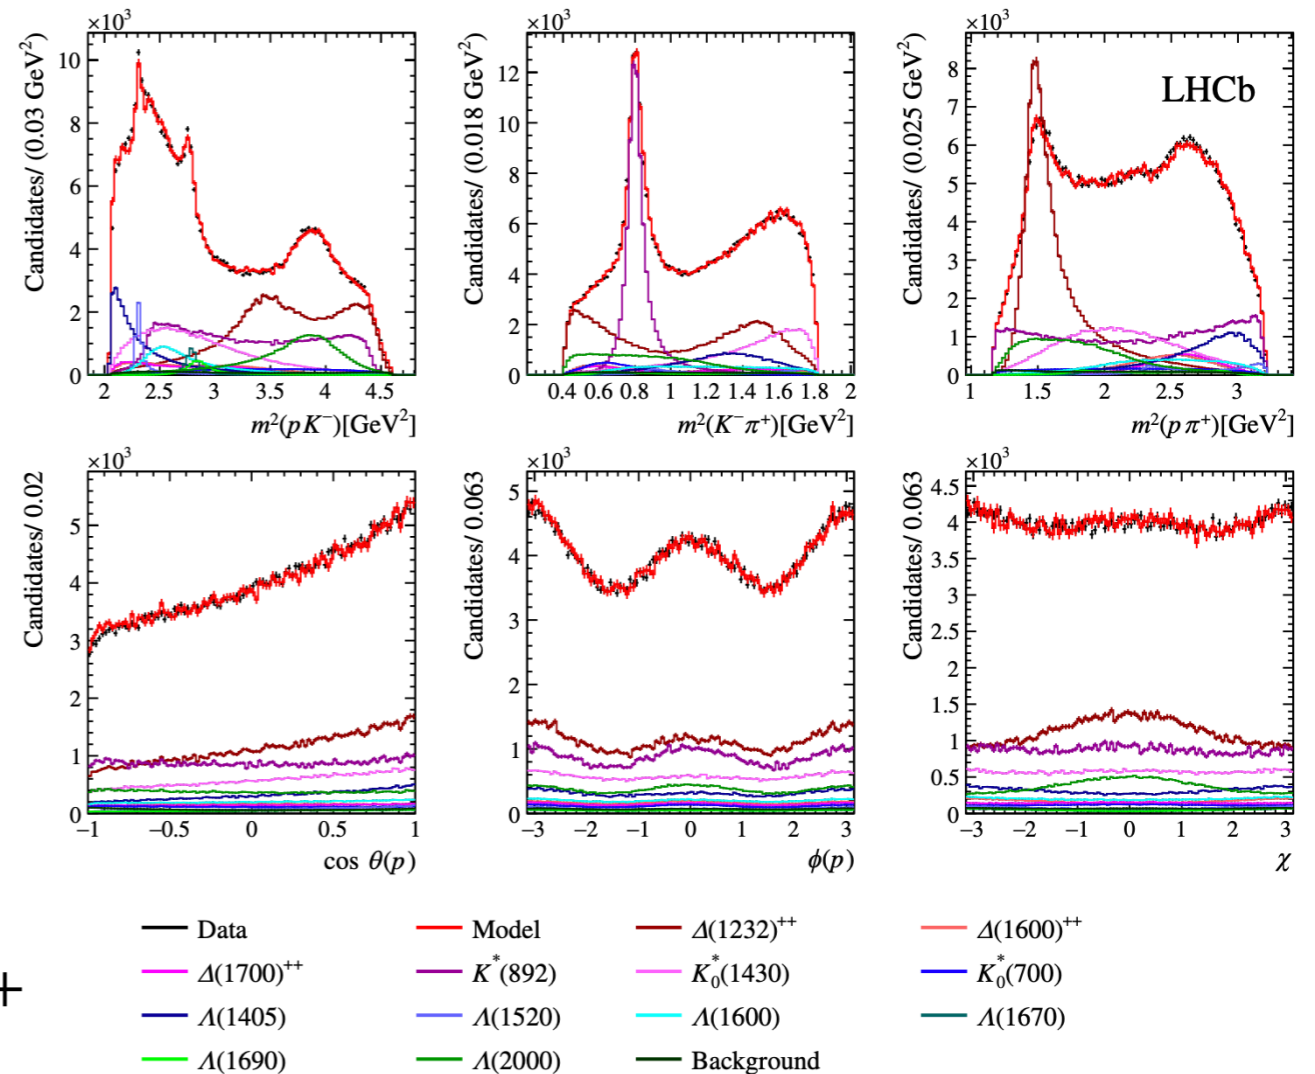 ×10³ ×10³ ×10³
Candidates/ (0.03 GeV²)
10
8
6
4
2
0
2 2.5 3 3.5 4 4.5
m²(pK⁻)[GeV²]
Candidates/ (0.018 GeV²)
12
10
8
6
4
2
0
0.4 0.6 0.8 1 1.2 1.4 1.6 1.8 2
m²(K⁻π⁺)[GeV²]
Candidates/ (0.025 GeV²)
LHCb
8
7
6
5
4
3
2
1
0
1 1.5 2 2.5 3
m²(pπ⁺)[GeV²]
×10³
Candidates/ 0.02
5
4
3
2
1
0
−1 −0.5 0 0.5 1
cos θ(p)
×10³
Candidates/ 0.063
5
4
3
2
1
0
−3 −2 −1 0 1 2 3
ϕ(p)
×10³
Candidates/ 0.063
4.5
4
3.5
3
2.5
2
1.5
1
0.5
0
−3 −2 −1 0 1 2 3
χ
Data Model Δ(1232)⁺⁺ Δ(1600)⁺⁺
Δ(1700)⁺⁺ K*(892) K*₀(1430) K*₀(700)
+
Λ(1405) Λ(1520) Λ(1600) Λ(1670)
Λ(1690) Λ(2000) Background